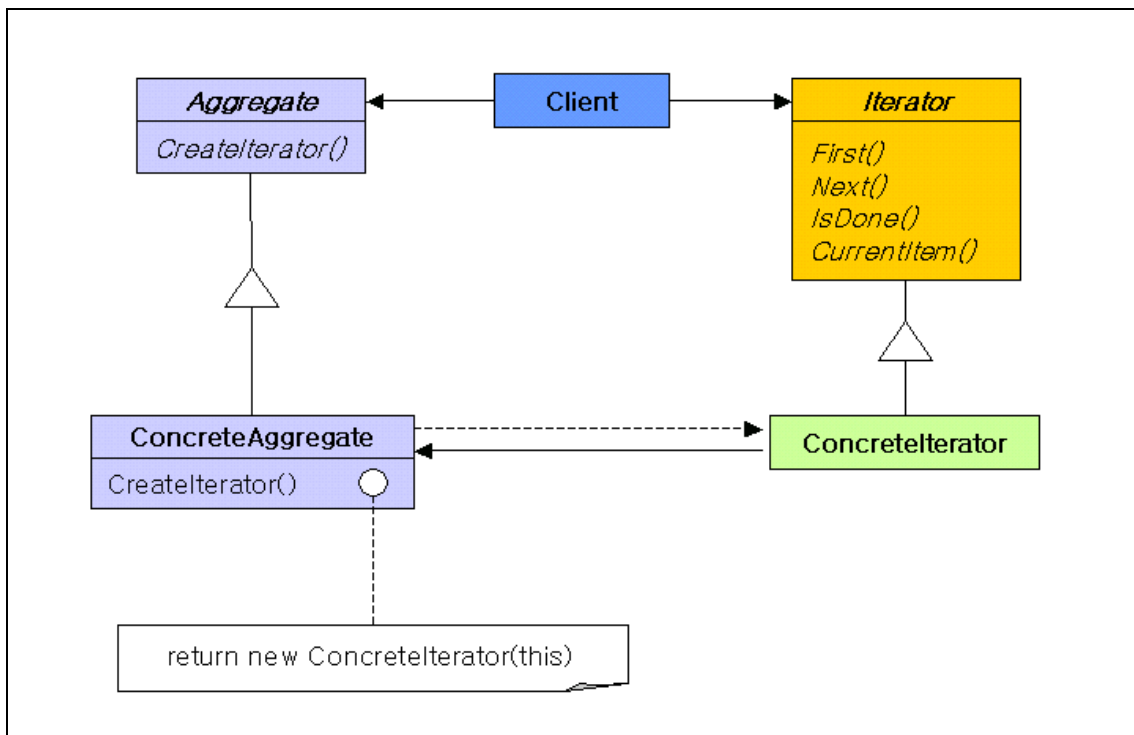 Aggregate
CreateIterator()
Client
Iterator
First()
Next()
IsDone()
CurrentItem()
ConcreteAggregate
CreateIterator()
ConcreteIterator
return new ConcreteIterator(this)